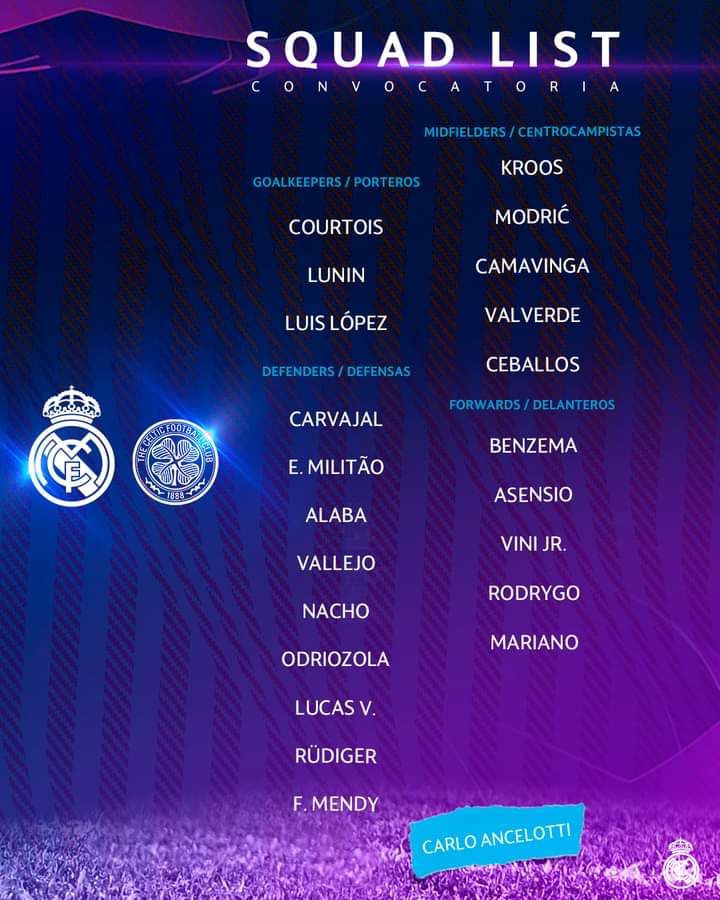 SQUAD LIST
CONVOCATORIA
GOALKEEPERS / PORTEROS
COURTOIS
LUNIN
LUIS LÓPEZ
DEFENDERS / DEFENSAS
CARVAJAL
E. MILITÃO
ALABA
VALLEJO
NACHO
ODRIOZOLA
LUCAS V.
RÜDIGER
F. MENDY
MIDFIELDERS / CENTROCAMPISTAS
KROOS
MODRIĆ
CAMAVINGA
VALVERDE
CEBALLOS
FORWARDS / DELANTEROS
BENZEMA
ASENSIO
VINI JR.
RODRYGO
MARIANO
CARLO ANCELOTTI
THE CELTIC FOOTBALL CLUB
1888